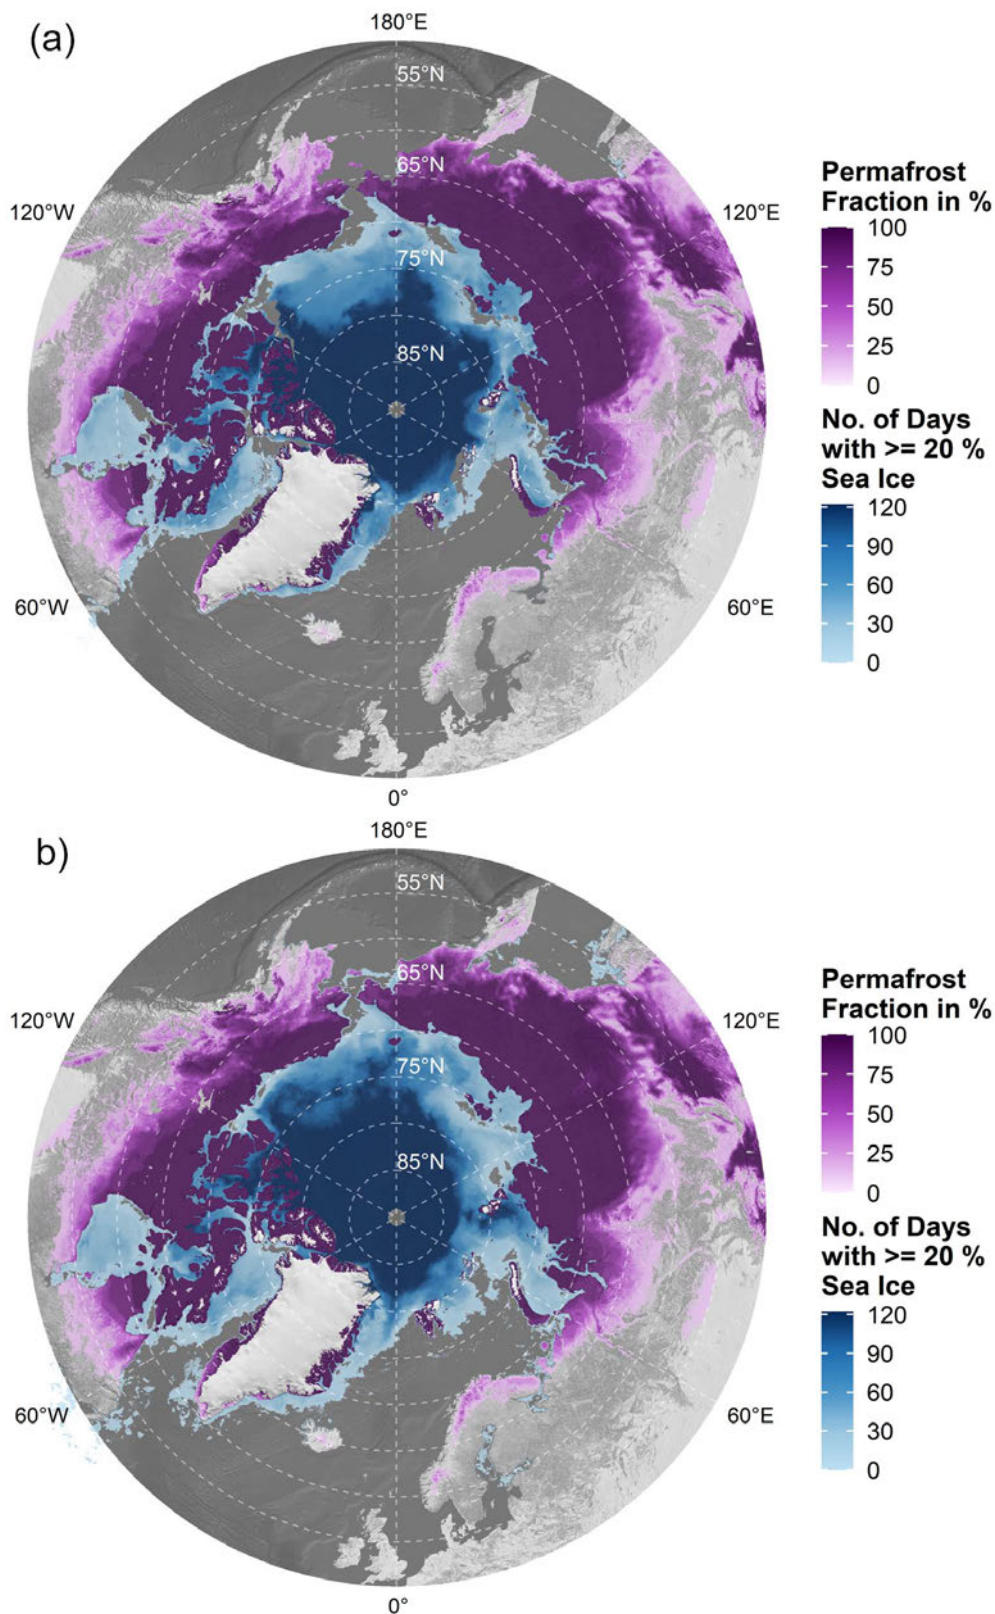 (a)
180°E
55°N
65°N
75°N
85°N
120°W
120°E
60°W
60°E
0°
Permafrost
Fraction in %
100
75
50
25
0
No. of Days
with >= 20 %
Sea Ice
120
90
60
30
0
b)
180°E
55°N
65°N
75°N
85°N
120°W
120°E
60°W
60°E
0°
Permafrost
Fraction in %
100
75
50
25
0
No. of Days
with >= 20 %
Sea Ice
120
90
60
30
0